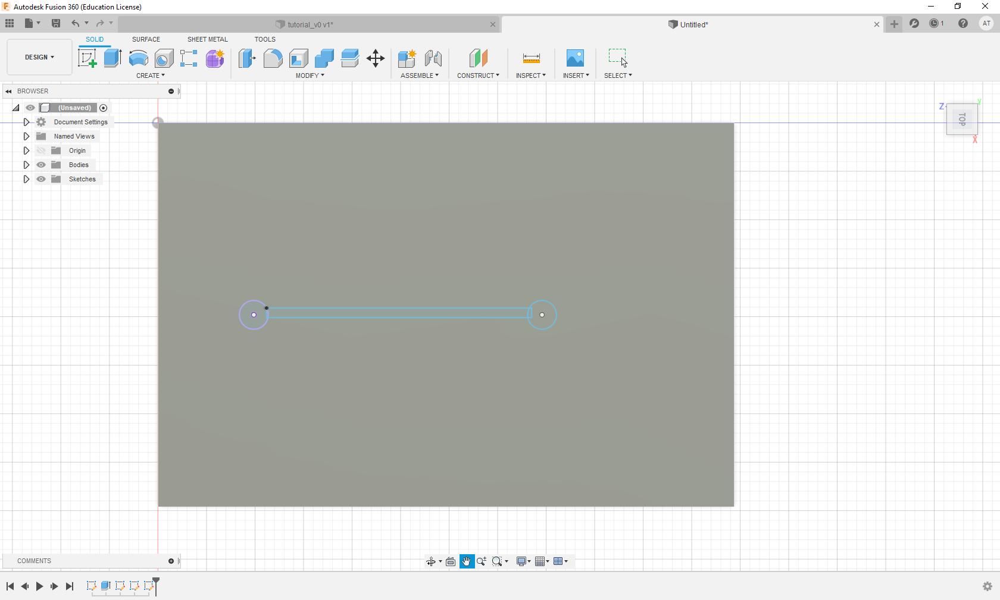 Autodesk Fusion 360 (Education License)
tutorial_v0 v1*
Untitled*
1
AT
DESIGN
SOLID
SURFACE
SHEET METAL
TOOLS
CREATE
MODIFY
ASSEMBLE
CONSTRUCT
INSPECT
INSERT
SELECT
BROWSER
(Unsaved)
Document Settings
Named Views
Origin
Bodies
Sketches
Y
Z
TOP
X
COMMENTS